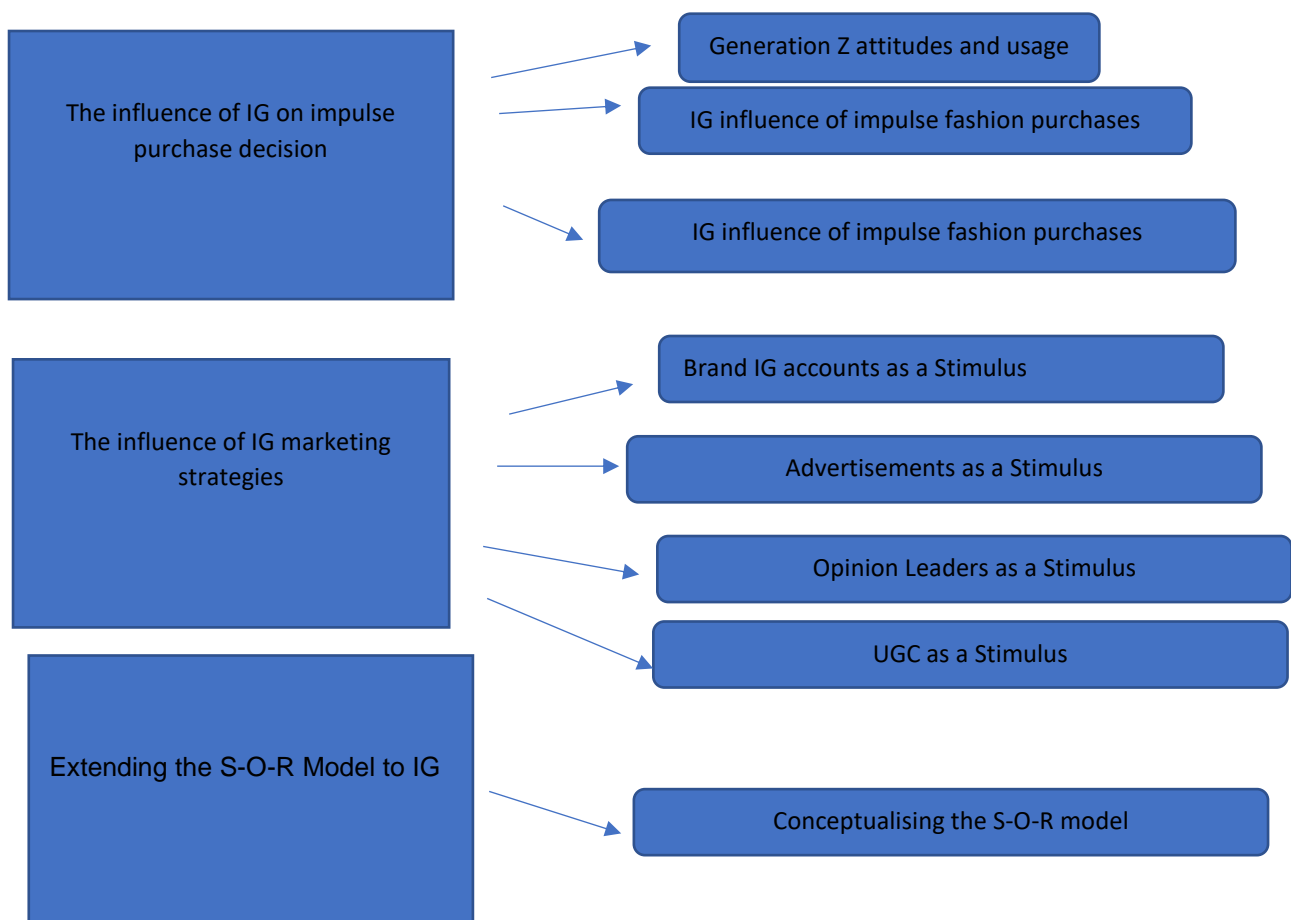 The influence of IG on impulse
purchase decision
Generation Z attitudes and usage
IG influence of impulse fashion purchases
IG influence of impulse fashion purchases
The influence of IG marketing
strategies
Brand IG accounts as a Stimulus
Advertisements as a Stimulus
Opinion Leaders as a Stimulus
UGC as a Stimulus
Extending the S-O-R Model to IG
Conceptualising the S-O-R model